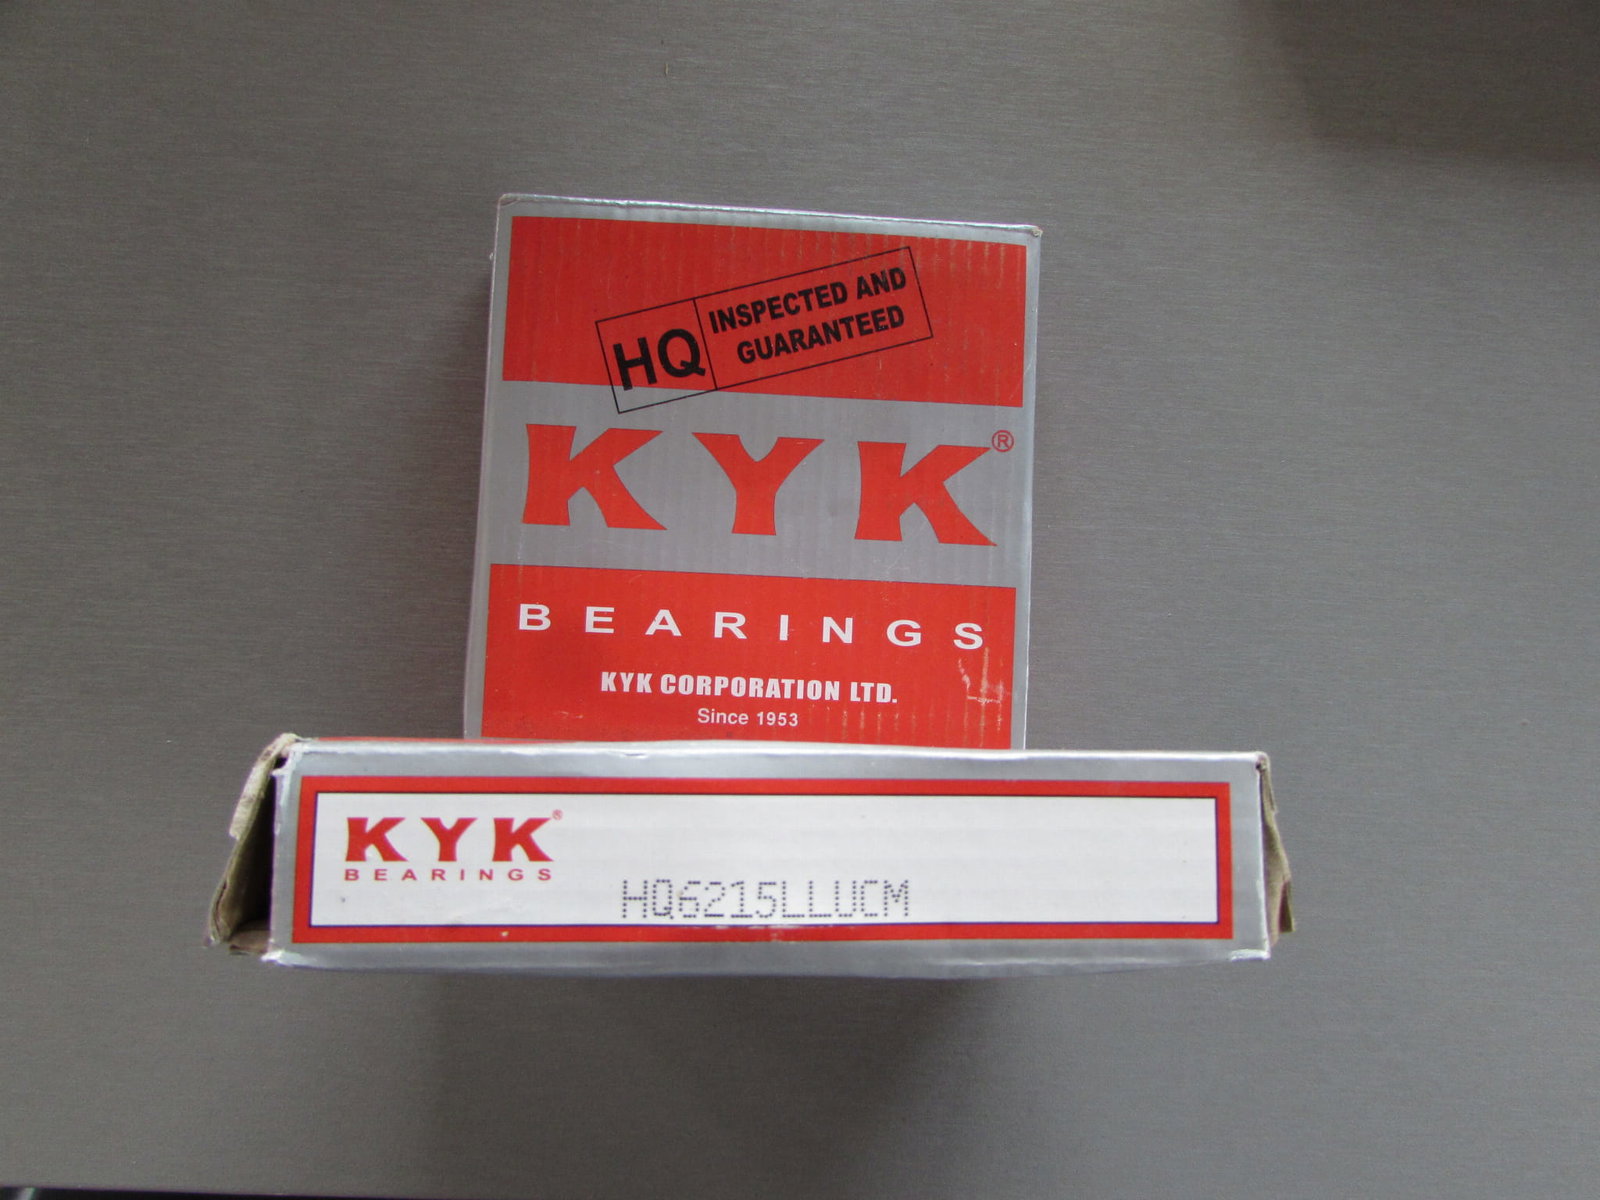 HQ INSPECTED AND
GUARANTEED
KYK®
BEARINGS
KYK CORPORATION LTD.
Since 1953
KYK®
BEARINGS
HQ6215LLUCM